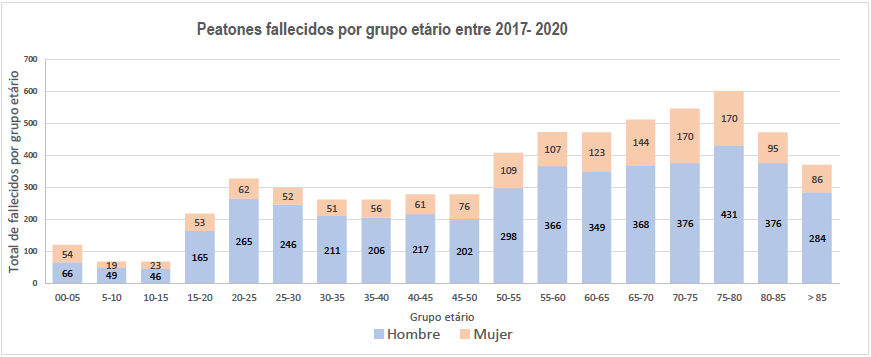 Peatones fallecidos por grupo etário entre 2017- 2020
Total de fallecidos por grupo etário
700
600
500
400
300
200
100
0
54 19 23 53 62 52 51 56 61 76 109 107 123 144 170 170 95 86
66 49 46 165 265 246 211 206 217 202 298 366 349 368 376 431 376 284
00-05 5-10 10-15 15-20 20-25 25-30 30-35 35-40 40-45 45-50 50-55 55-60 60-65 65-70 70-75 75-80 80-85 > 85
Grupo etário
Hombre Mujer